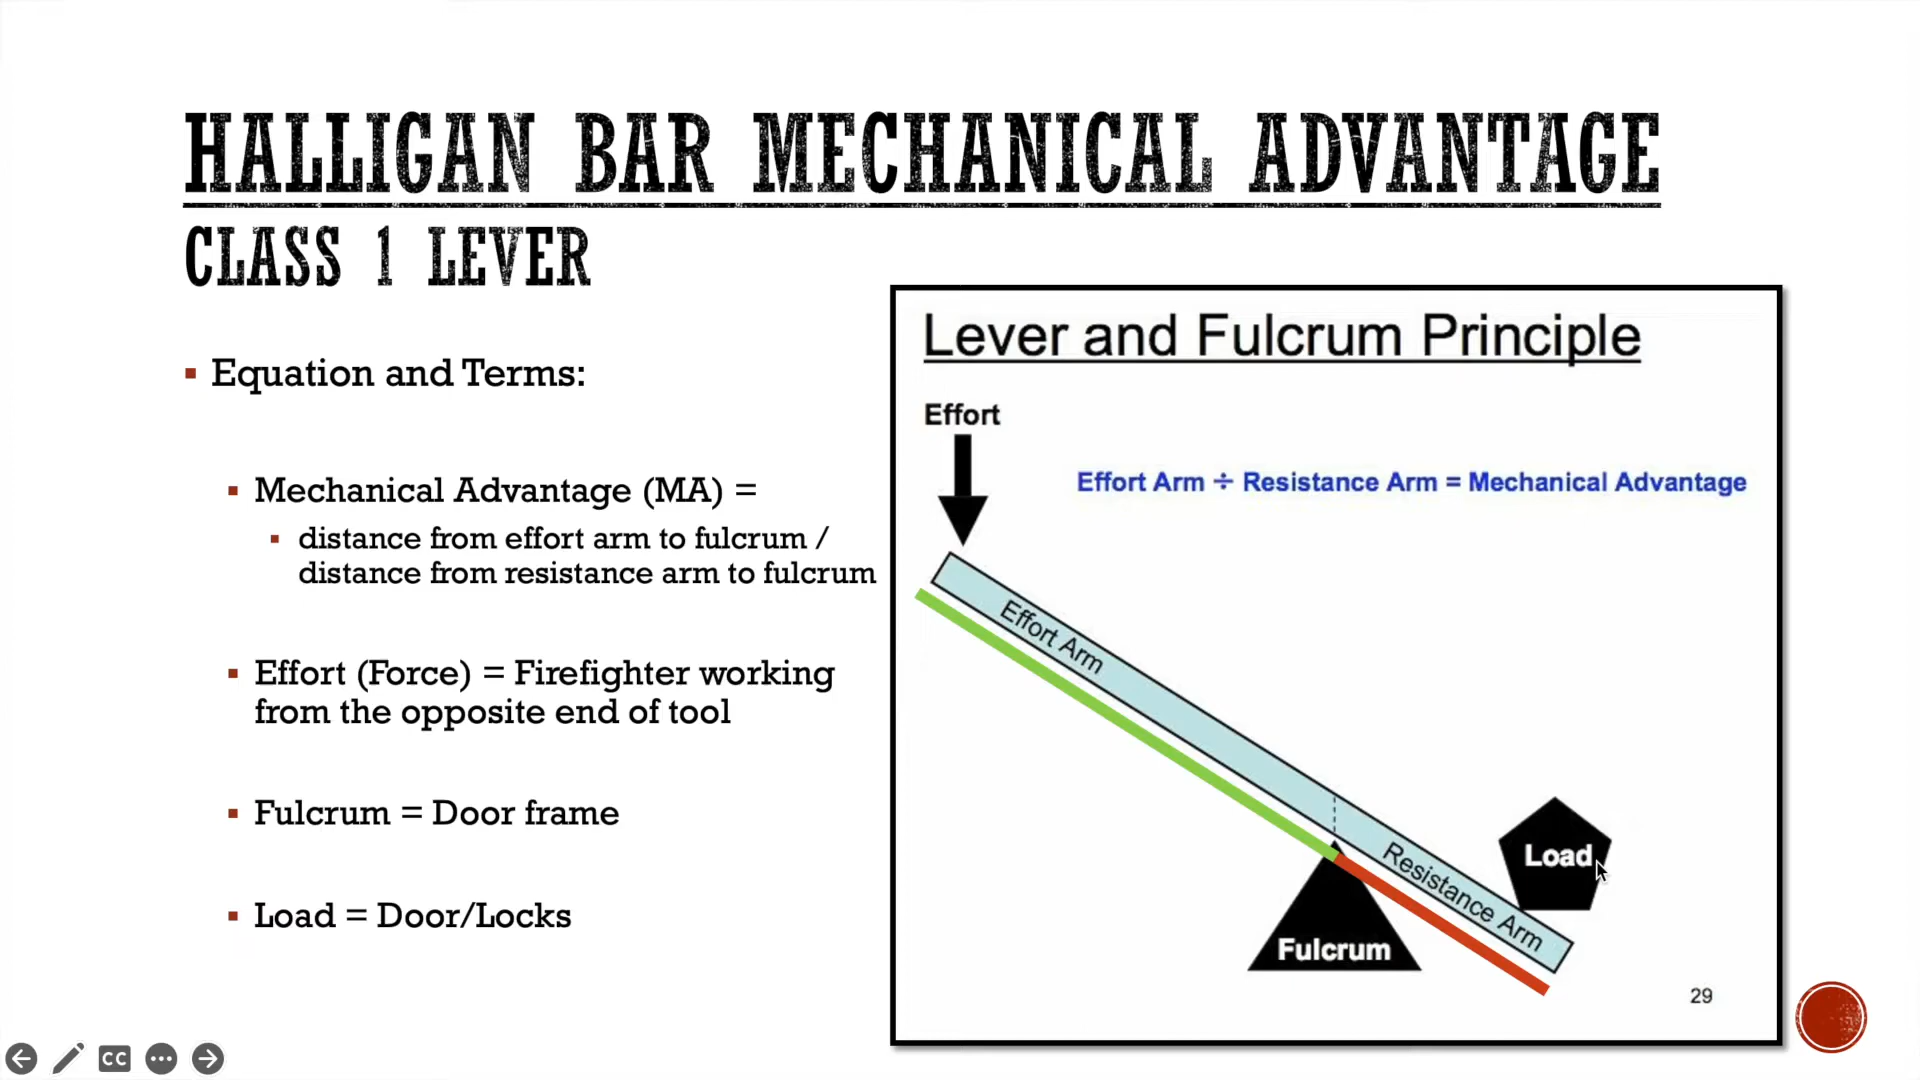 HALLIGAN BAR MECHANICAL ADVANTAGE
CLASS 1 LEVER
Equation and Terms:
Mechanical Advantage (MA) =
distance from effort arm to fulcrum /
distance from resistance arm to fulcrum
Effort (Force) = Firefighter working
from the opposite end of tool
Fulcrum = Door frame
Load = Door/Locks
Lever and Fulcrum Principle
Effort
Effort Arm ÷ Resistance Arm = Mechanical Advantage
Effort Arm
Resistance Arm
Load
Fulcrum
29
CC